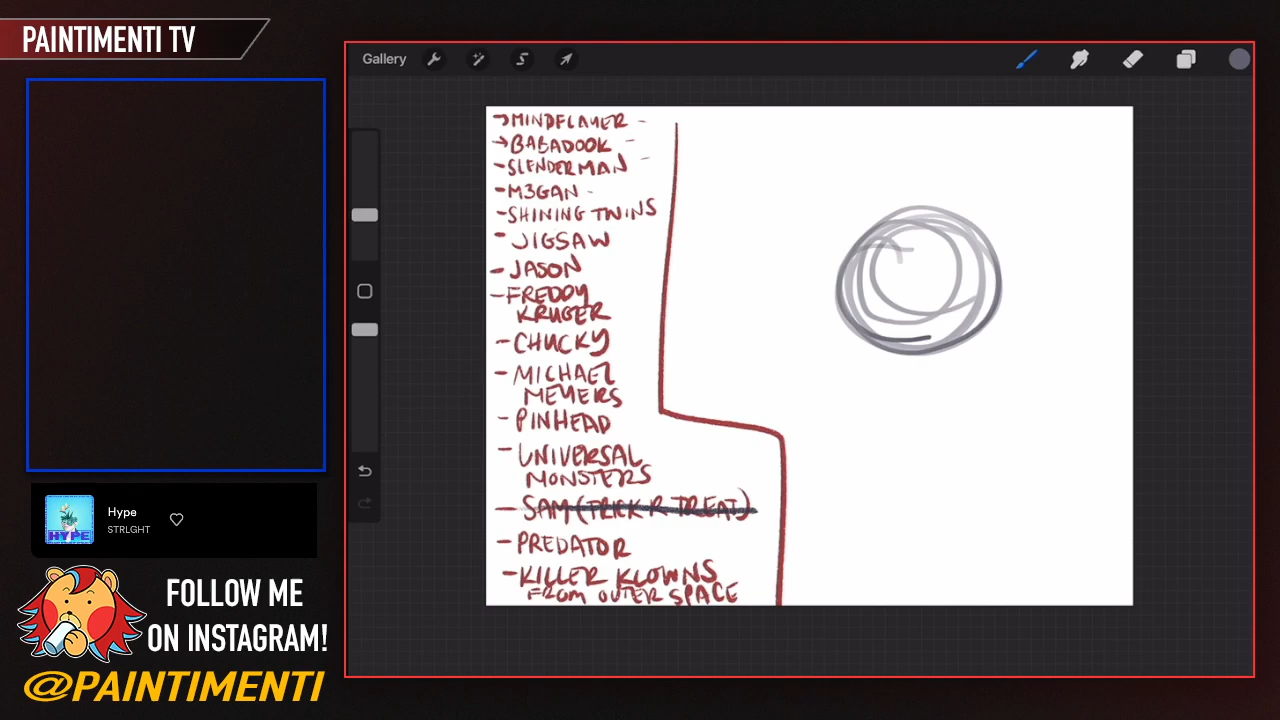 PAINTIMENTI TV
Gallery
→MINDFLAYER -
→BABADOOK -
-SLENDERMAN -
-M3GAN -
-SHINING TWINS
- JIGSAW
- JASON
-FREDDY
KRUGER
- CHUCKY
- MICHAEL
MEYERS
- PINHEAD
- UNIVERSAL
MONSTERS
- SAM (TRICK R TREAT)
- PREDATOR
-KILLER KLOWNS
FROM OUTER SPACE
Hype
STRLGHT
HYPE
FOLLOW ME
ON INSTAGRAM!
@PAINTIMENTI